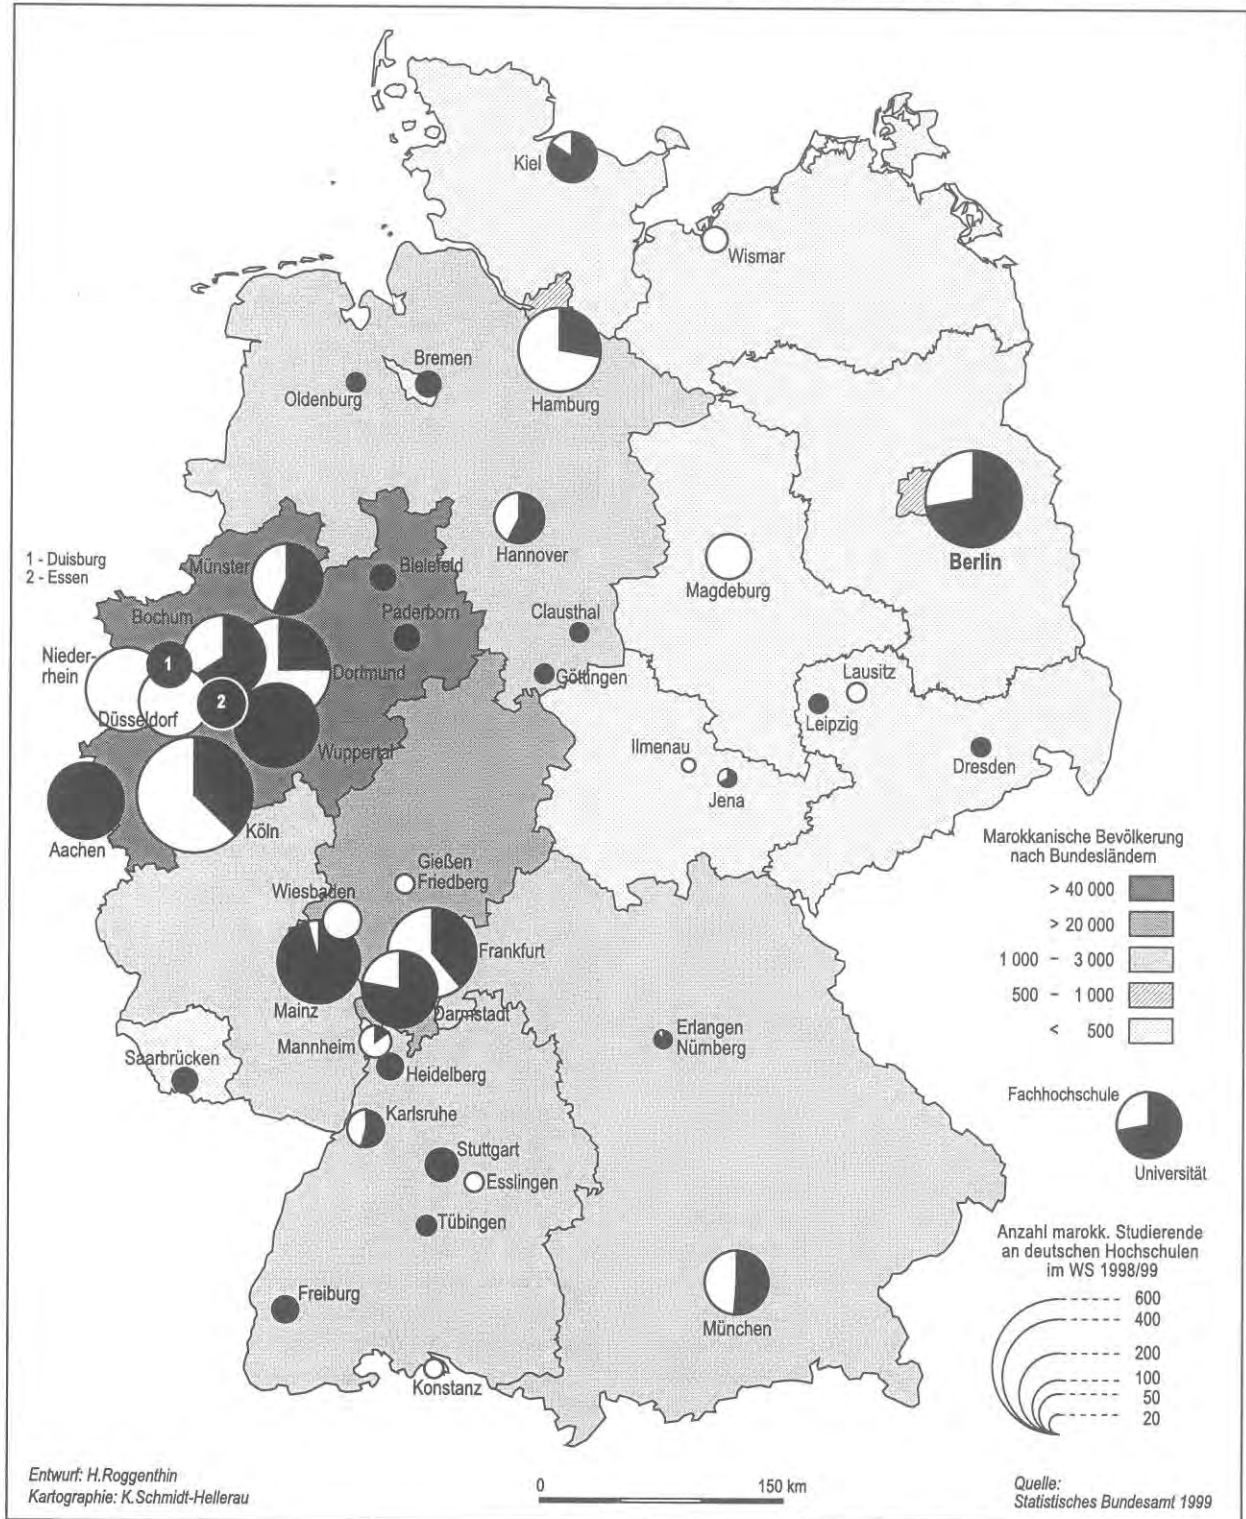 Kiel
Wismar
Bremen
Oldenburg
Hamburg
Hannover
Berlin
1 - Duisburg
2 - Essen
Münster
Bielefeld
Magdeburg
Bochum
Paderborn
Clausthal
Nieder-
rhein
1
Dortmund
Göttingen
Lausitz
2
Düsseldorf
Leipzig
Wuppertal
Ilmenau
Dresden
Jena
Köln
Aachen
Gießen
Friedberg
Wiesbaden
Frankfurt
Mainz
Darmstadt
Mannheim
Erlangen
Nürnberg
Saarbrücken
Heidelberg
Karlsruhe
Stuttgart
Esslingen
Tübingen
Freiburg
München
Konstanz
Marokkanische Bevölkerung
nach Bundesländern
> 40 000
> 20 000
1 000 – 3 000
500 – 1 000
< 500
Fachhochschule
Universität
Anzahl marokk. Studierende
an deutschen Hochschulen
im WS 1998/99
600
400
200
100
50
20
Entwurf: H.Roggenthin
Kartographie: K.Schmidt-Hellerau
0 150 km
Quelle:
Statistisches Bundesamt 1999